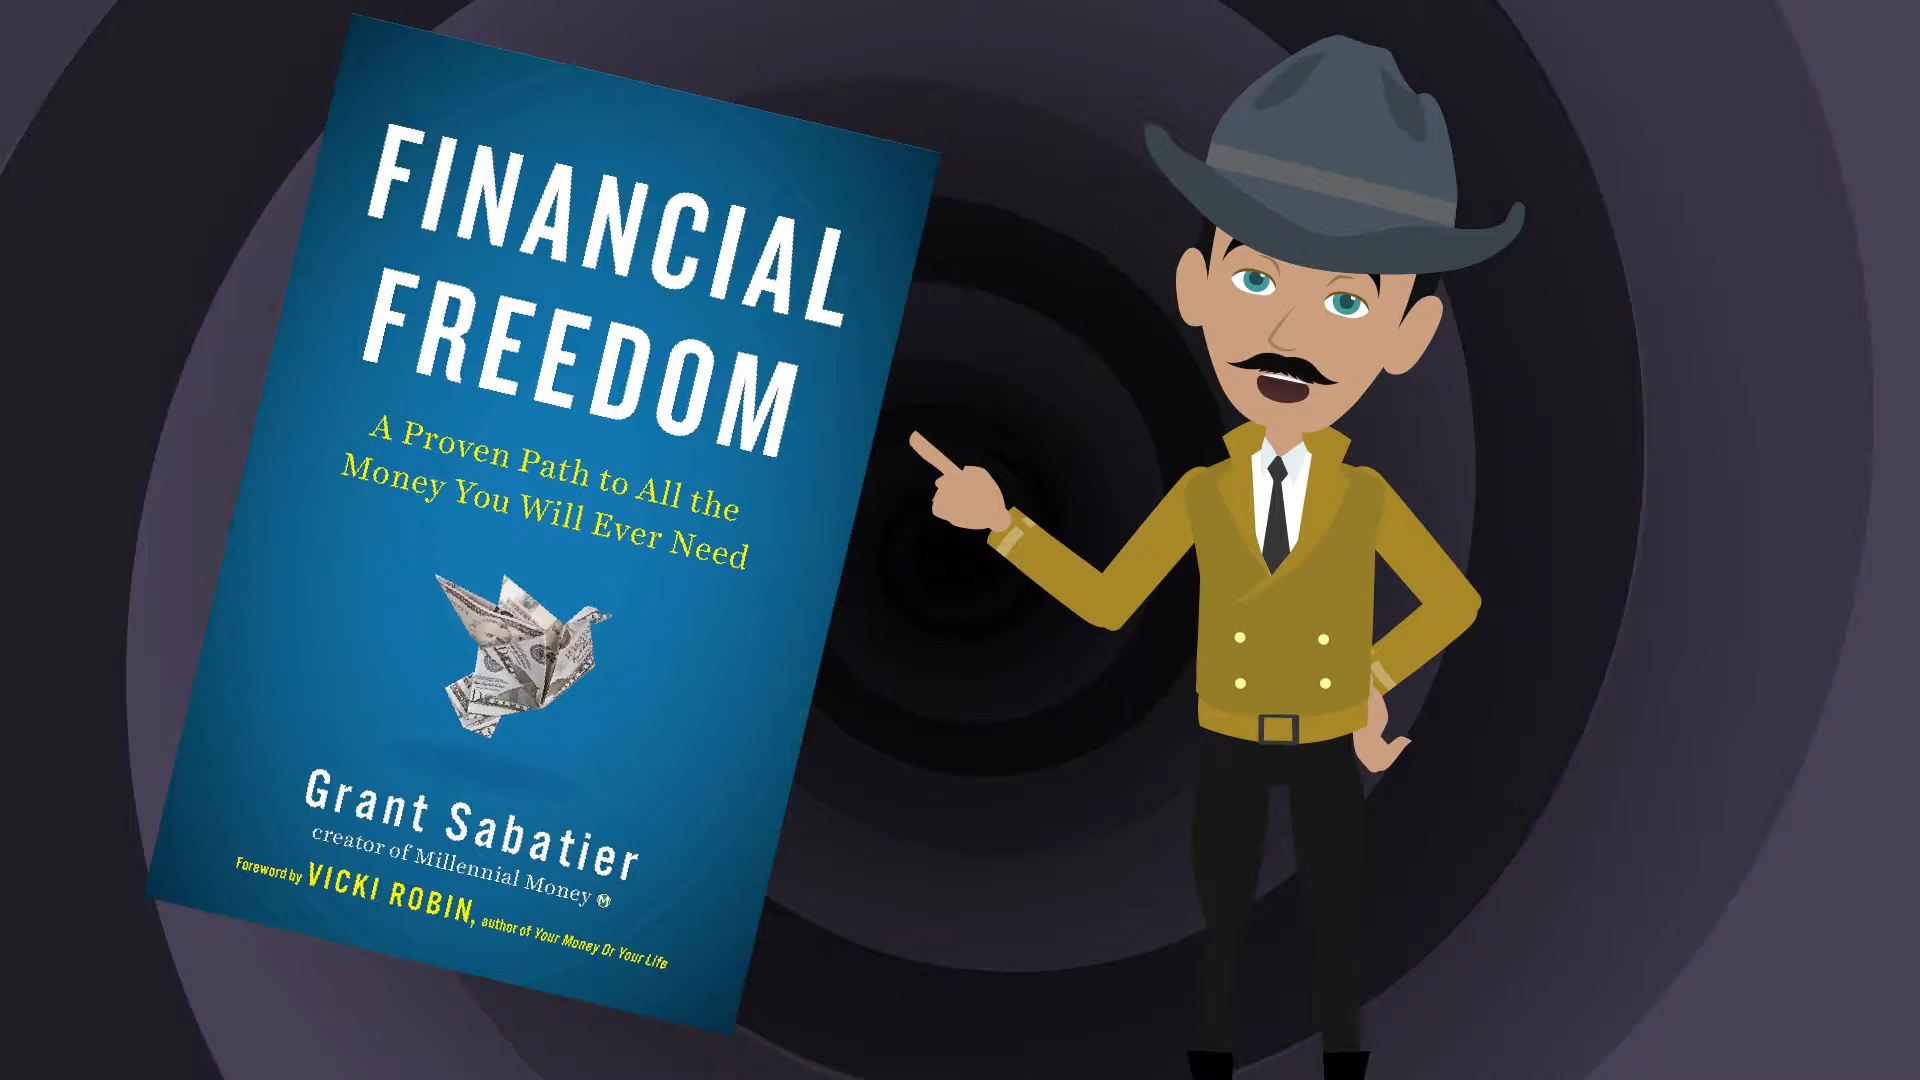 FINANCIAL
FREEDOM
A Proven Path to All the
Money You Will Ever Need
Grant Sabatier
creator of Millennial Money M
Foreword by VICKI ROBIN, author of Your Money Or Your Life